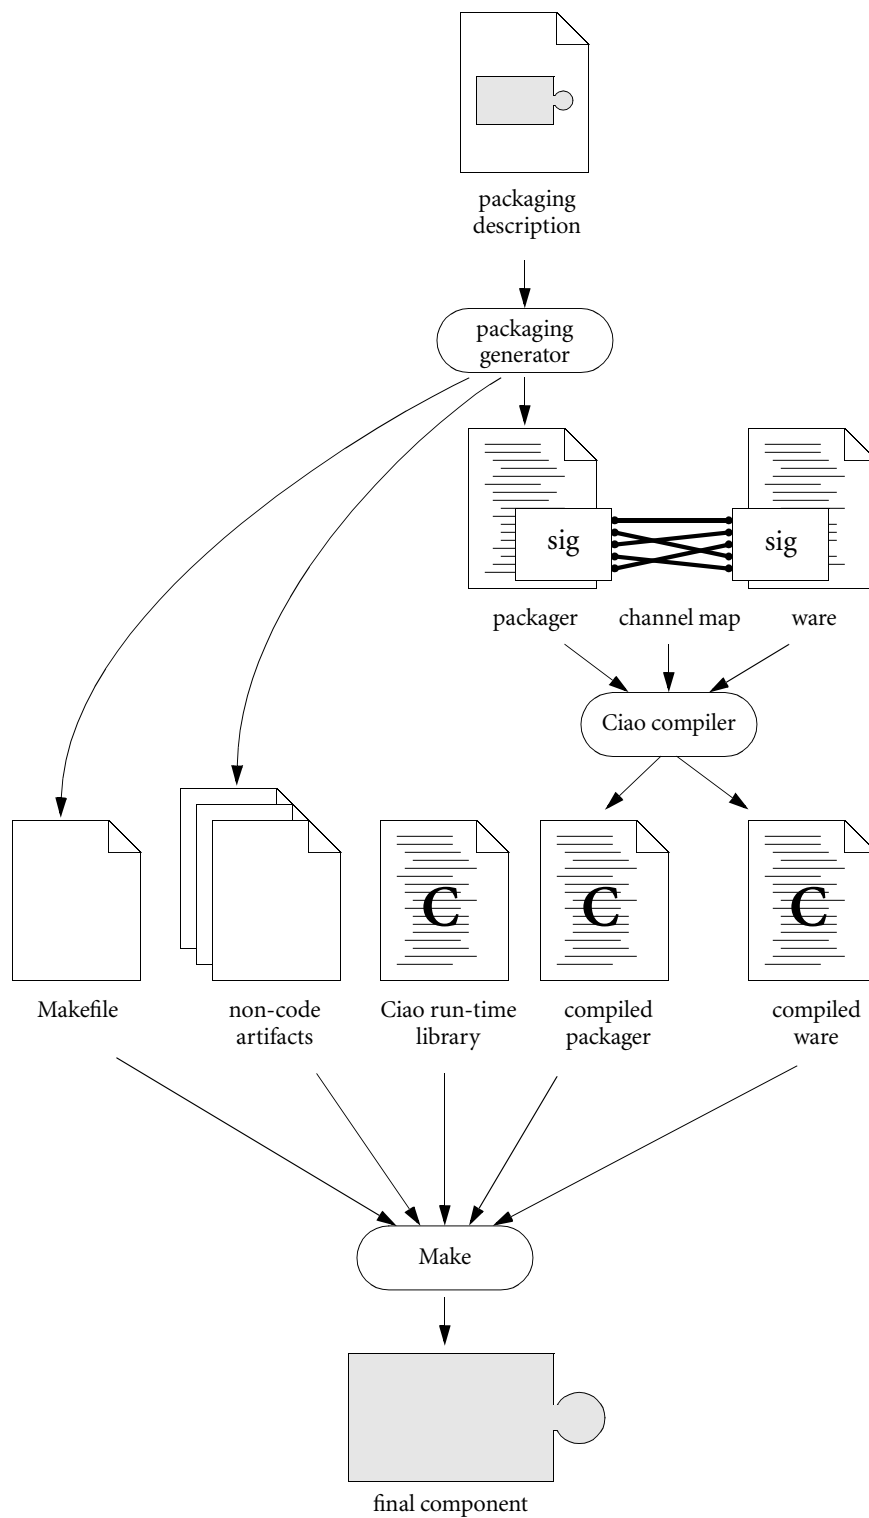 packaging
description
packaging
generator
sig
sig
packager
channel map
ware
Ciao compiler
C
C
C
Makefile
non-code
artifacts
Ciao run-time
library
compiled
packager
compiled
ware
Make
final component